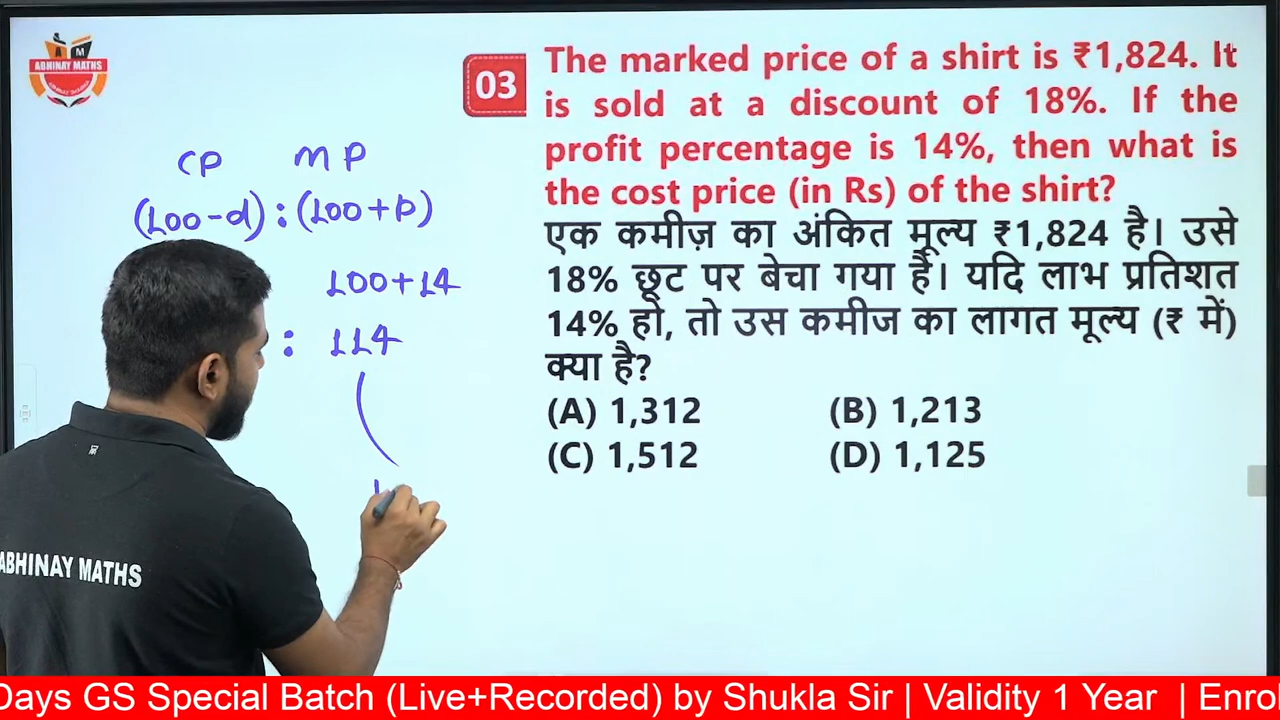 ABHINAY MATHS
03
The marked price of a shirt is ₹1,824. It
is sold at a discount of 18%. If the
profit percentage is 14%, then what is
the cost price (in Rs) of the shirt?
एक कमीज़ का अंकित मूल्य ₹1,824 है। उसे
18% छूट पर बेचा गया है। यदि लाभ प्रतिशत
14% हो, तो उस कमीज का लागत मूल्य (₹ में)
क्या है?
(A) 1,312 (B) 1,213
(C) 1,512 (D) 1,125
CP MP
(100-d) : (100+p)
100+14
: 114
ABHINAY MATHS
Days GS Special Batch (Live+Recorded) by Shukla Sir | Validity 1 Year | Enrol